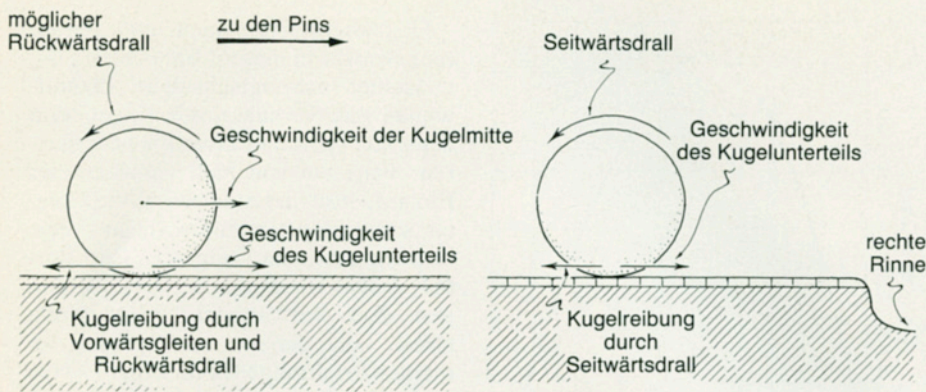 möglicher
Rückwärtsdrall
zu den Pins
Geschwindigkeit der Kugelmitte
Geschwindigkeit
des Kugelunterteils
Kugelreibung durch
Vorwärtsgleiten und
Rückwärtsdrall
Seitwärtsdrall
Geschwindigkeit
des Kugelunterteils
rechte
Rinne
Kugelreibung
durch
Seitwärtsdrall